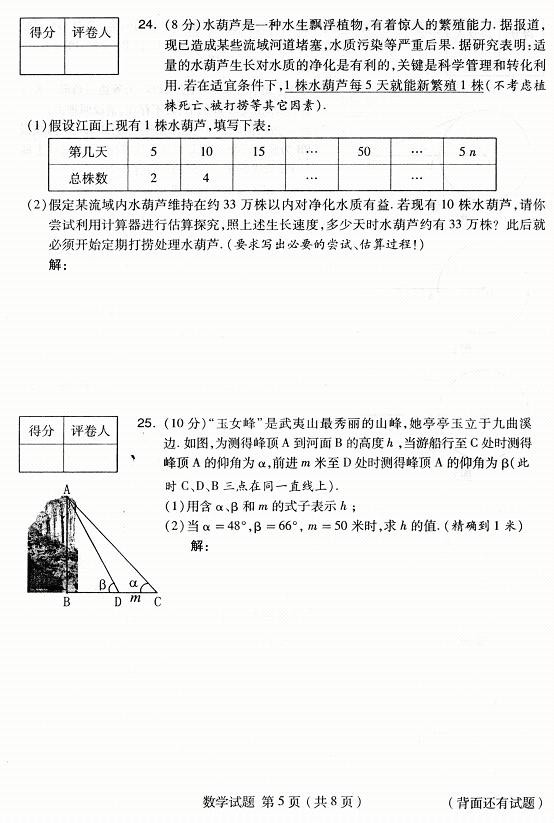 得分 评卷人
24. (8分)水葫芦是一种水生飘浮植物,有着惊人的繁殖能力.据报道,
现已造成某些流域河道堵塞,水质污染等严重后果.据研究表明:适
量的水葫芦生长对水质的净化是有利的,关键是科学管理和转化利
用.若在适宜条件下,1株水葫芦每5天就能新繁殖1株(不考虑植
株死亡、被打捞等其它因素).
(1)假设江面上现有1株水葫芦,填写下表:
第几天 5 10 15 … 50 … 5n
总株数 2 4 … …
(2)假定某流域内水葫芦维持在约33万株以内对净化水质有益.若现有10株水葫芦,请你
尝试利用计算器进行估算探究,照上述生长速度,多少天时水葫芦约有33万株?此后就
必须开始定期打捞处理水葫芦.(要求写出必要的尝试、估算过程!)
解:
得分 评卷人
25. (10分)“玉女峰”是武夷山最秀丽的山峰,她亭亭玉立于九曲溪
边.如图,为测得峰顶A到河面B的高度h,当游船行至C处时测得
峰顶A的仰角为α,前进m米至D处时测得峰顶A的仰角为β(此
时C、D、B三点在同一直线上).
(1)用含α、β和m的式子表示h;
(2)当α=48°,β=66°,m=50米时,求h的值.(精确到1米)
解:
A
β α
B D m C
数学试题 第5页(共8页) (背面还有试题)